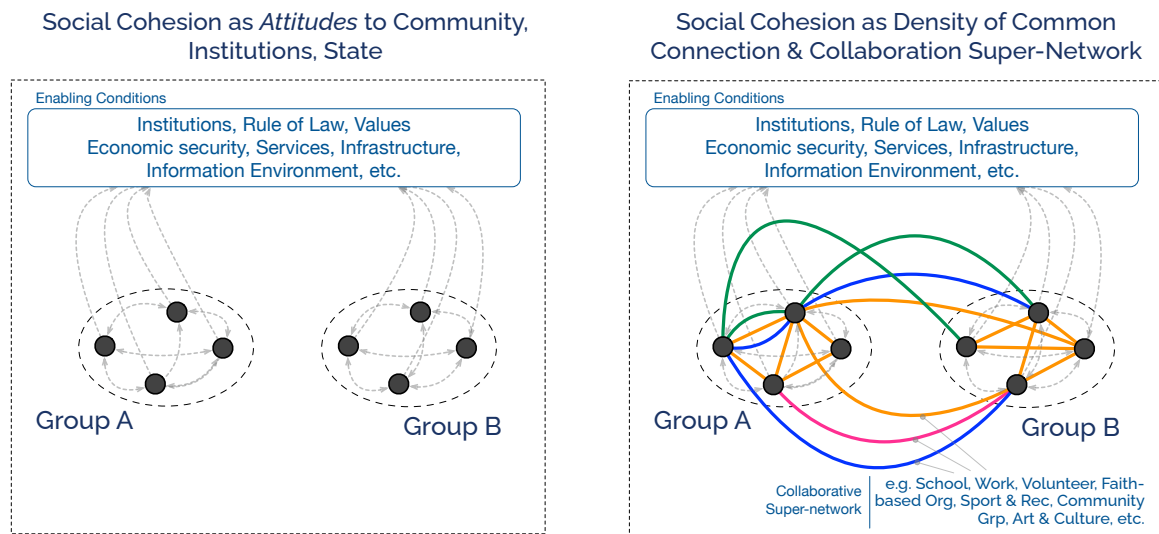 Social Cohesion as Attitudes to Community,
Institutions, State
Enabling Conditions
Institutions, Rule of Law, Values
Economic security, Services, Infrastructure,
Information Environment, etc.
Group A
Group B
Social Cohesion as Density of Common
Connection & Collaboration Super-Network
Enabling Conditions
Institutions, Rule of Law, Values
Economic security, Services, Infrastructure,
Information Environment, etc.
Group A
Group B
Collaborative
Super-network
e.g. School, Work, Volunteer, Faith-
based Org, Sport & Rec, Community
Grp, Art & Culture, etc.